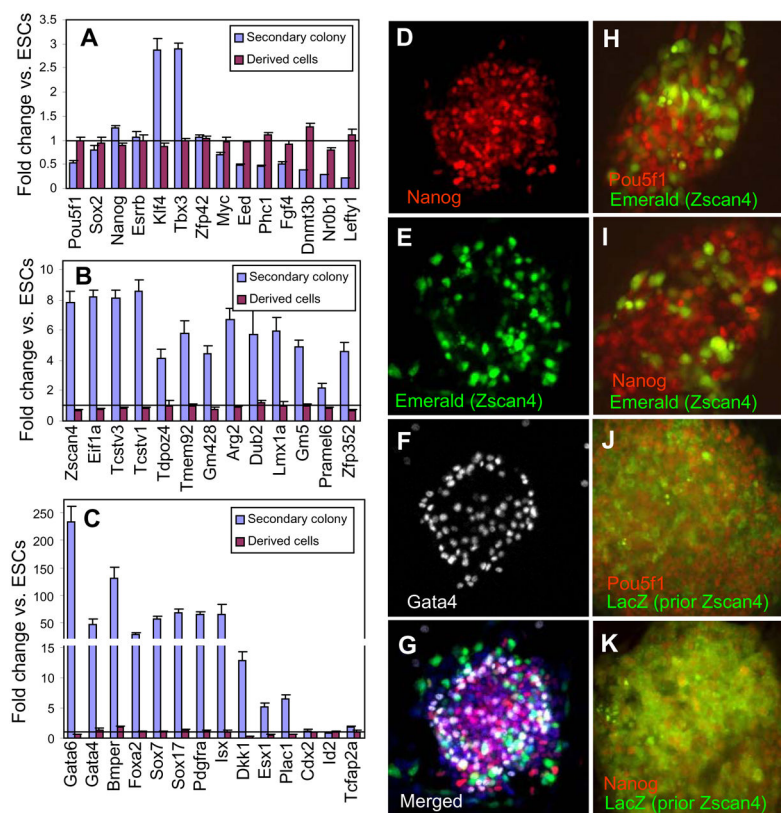 A
Fold change vs. ESCs
3.5
3
2.5
2
1.5
1
0.5
0
Secondary colony
Derived cells
Pou5f1
Sox2
Nanog
Esrrb
Klf4
Tbx3
Zfp42
Myc
Eed
Phc1
Fgf4
Dnmt3b
Nr0b1
Lefty1
B
Fold change vs. ESCs
10
8
6
4
2
0
Secondary colony
Derived cells
Zscan4
Eif1a
Tcstv3
Tcstv1
Tdpoz4
Tmem92
Gm428
Arg2
Dub2
Lmx1a
Gm5
Pramel6
Zfp352
C
Fold change vs. ESCs
250
200
150
100
50
15
10
5
0
Secondary colony
Derived cells
Gata6
Gata4
Bmper
Foxa2
Sox7
Sox17
Pdgfra
Isx
Dkk1
Esx1
Plac1
Cdx2
Id2
Tcfap2a
D
Nanog
E
Emerald (Zscan4)
F
Gata4
G
Merged
H
Pou5f1
Emerald (Zscan4)
I
Nanog
Emerald (Zscan4)
J
Pou5f1
LacZ (prior Zscan4)
K
Nanog
LacZ (prior Zscan4)